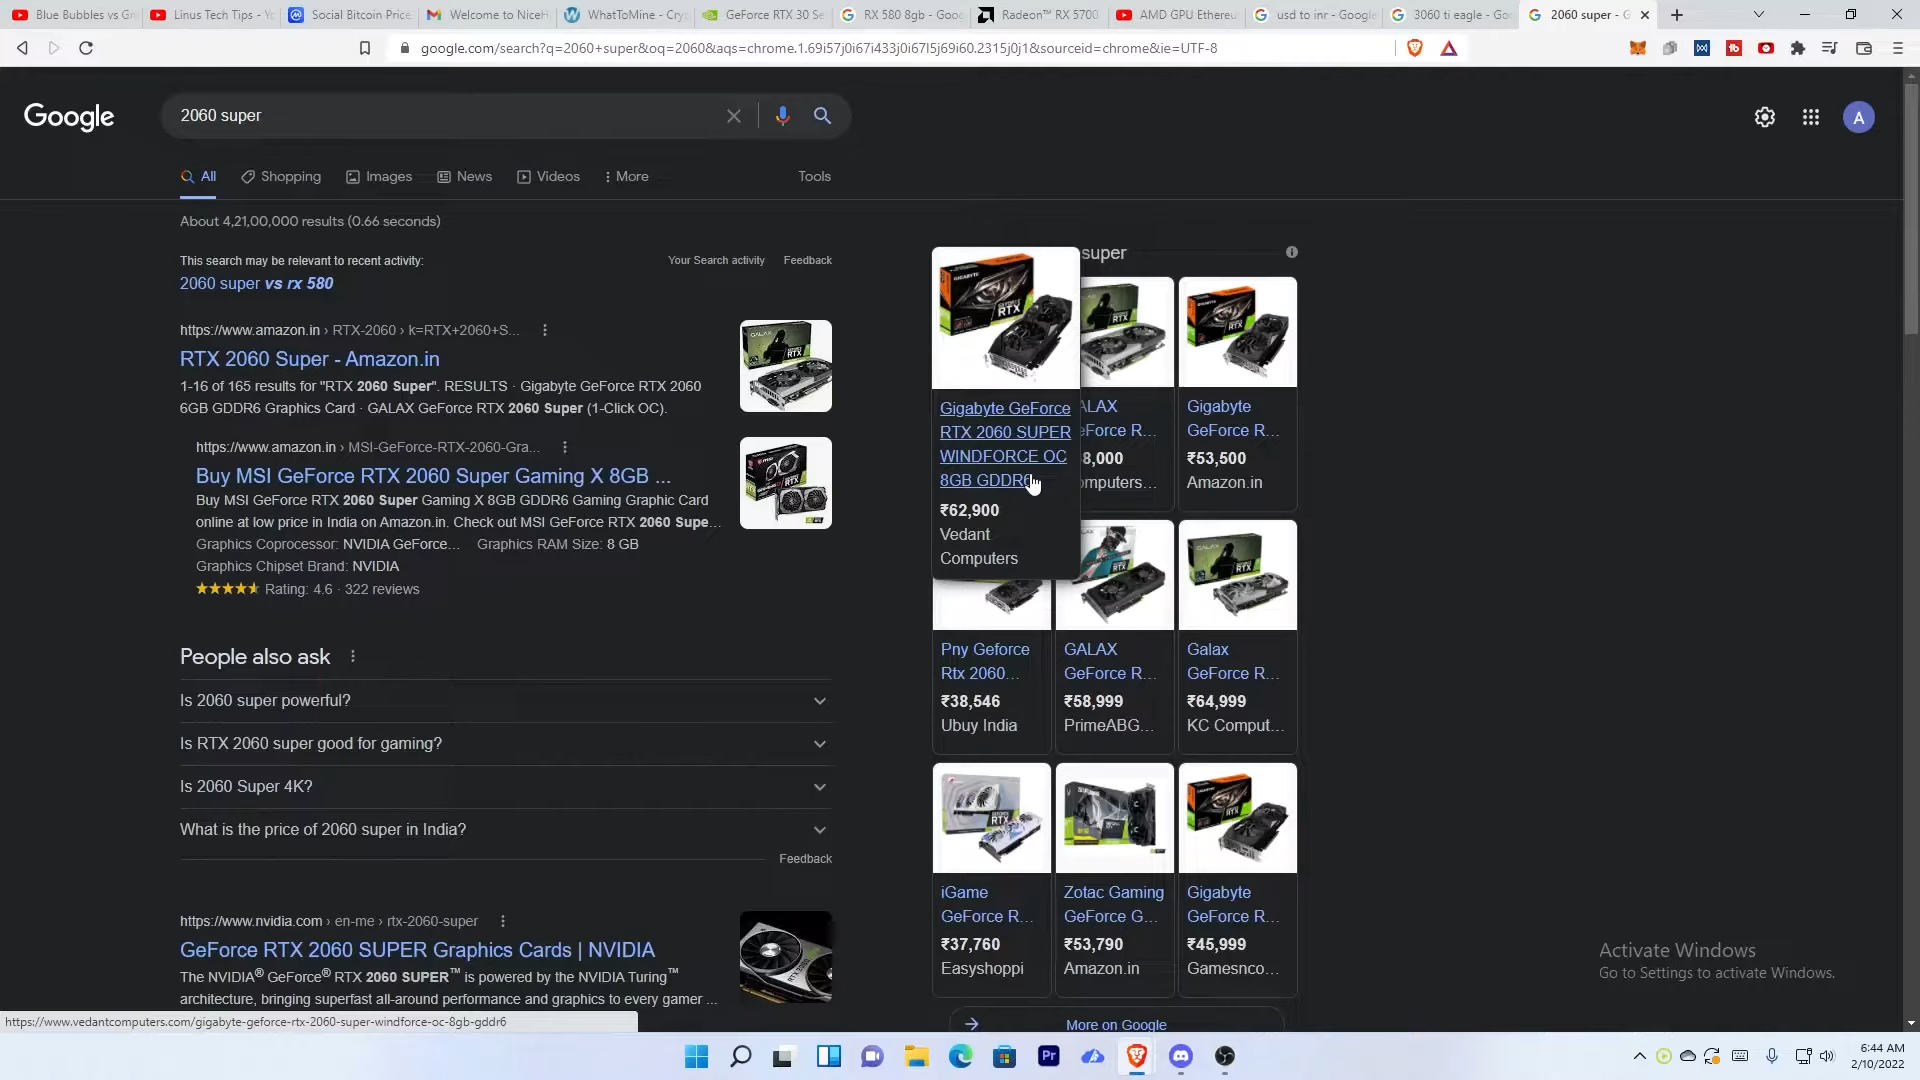 Blue Bubbles vs Gr
Linus Tech Tips - Yo
Social Bitcoin Price
Welcome to NiceH
WhatToMine - Cryp
GeForce RTX 30 Se
RX 580 8gb - Goog
Radeon™ RX 5700
AMD GPU Ethereu
usd to inr - Google
3060 ti eagle - Goo
2060 super - G
google.com/search?q=2060+super&oq=2060&aqs=chrome.1.69i57j0i67i433j0i67l5j69i60.2315j0j1&sourceid=chrome&ie=UTF-8
Google
2060 super
A
All
Shopping
Images
News
Videos
More
Tools
About 4,21,00,000 results (0.66 seconds)
This search may be relevant to recent activity:
Your Search activity
Feedback
2060 super vs rx 580
https://www.amazon.in › RTX-2060 › k=RTX+2060+S...
RTX 2060 Super - Amazon.in
1-16 of 165 results for "RTX 2060 Super". RESULTS · Gigabyte GeForce RTX 2060
6GB GDDR6 Graphics Card · GALAX GeForce RTX 2060 Super (1-Click OC).
https://www.amazon.in › MSI-GeForce-RTX-2060-Gra...
Buy MSI GeForce RTX 2060 Super Gaming X 8GB ...
Buy MSI GeForce RTX 2060 Super Gaming X 8GB GDDR6 Gaming Graphic Card
online at low price in India on Amazon.in. Check out MSI GeForce RTX 2060 Supe...
Graphics Coprocessor: NVIDIA GeForce... Graphics RAM Size: 8 GB
Graphics Chipset Brand: NVIDIA
Rating: 4.6 · 322 reviews
People also ask
Is 2060 super powerful?
Is RTX 2060 super good for gaming?
Is 2060 Super 4K?
What is the price of 2060 super in India?
Feedback
https://www.nvidia.com › en-me › rtx-2060-super
GeForce RTX 2060 SUPER Graphics Cards | NVIDIA
The NVIDIA® GeForce® RTX 2060 SUPER™ is powered by the NVIDIA Turing™
architecture, bringing superfast all-around performance and graphics to every gamer ...
https://www.vedantcomputers.com/gigabyte-geforce-rtx-2060-super-windforce-oc-8gb-gddr6
super
Gigabyte GeForce
RTX 2060 SUPER
WINDFORCE OC
8GB GDDR6
₹62,900
Vedant
Computers
ALAX
eForce R...
8,000
omputers...
Gigabyte
GeForce R...
₹53,500
Amazon.in
Pny Geforce
Rtx 2060...
₹38,546
Ubuy India
GALAX
GeForce R...
₹58,999
PrimeABG...
Galax
GeForce R...
₹64,999
KC Comput...
iGame
GeForce R...
₹37,760
Easyshoppi
Zotac Gaming
GeForce G...
₹53,790
Amazon.in
Gigabyte
GeForce R...
₹45,999
Gamesnco...
More on Google
Activate Windows
Go to Settings to activate Windows.
Pr
6:44 AM
2/10/2022